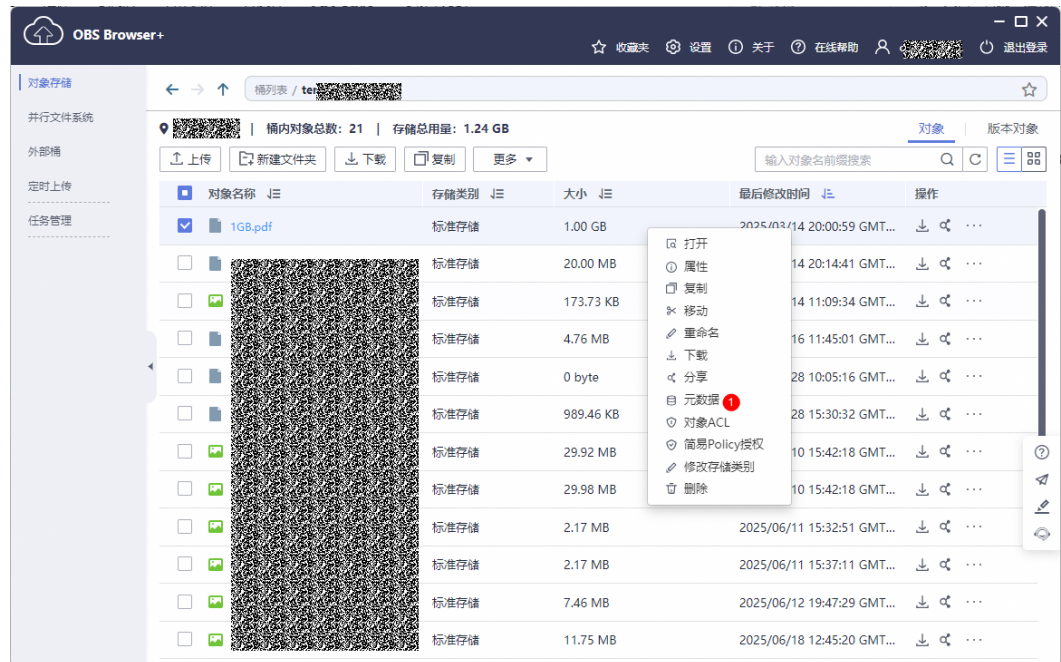 OBS Browser+
收藏夹 设置 关于 在线帮助 退出登录
对象存储
并行文件系统
外部桶
定时上传
任务管理
桶列表 / ter
桶内对象总数：21 | 存储总用量：1.24 GB
对象 版本对象
上传 新建文件夹 下载 复制 更多
输入对象名前缀搜索
对象名称 存储类别 大小 最后修改时间 操作
1GB.pdf 标准存储 1.00 GB 2025/03/14 20:00:59 GMT... ...
标准存储 20.00 MB 14 20:14:41 GMT... ...
标准存储 173.73 KB 14 11:09:34 GMT... ...
标准存储 4.76 MB 16 11:45:01 GMT... ...
标准存储 0 byte 28 10:05:16 GMT... ...
标准存储 989.46 KB 28 15:30:32 GMT... ...
标准存储 29.92 MB 10 15:42:18 GMT... ...
标准存储 29.98 MB 10 15:42:18 GMT... ...
标准存储 2.17 MB 2025/06/11 15:32:51 GMT... ...
标准存储 2.17 MB 2025/06/11 15:37:11 GMT... ...
标准存储 7.46 MB 2025/06/12 19:47:29 GMT... ...
标准存储 11.75 MB 2025/06/18 12:45:20 GMT... ...
打开
属性
复制
移动
重命名
下载
分享
元数据 1
对象ACL
简易Policy授权
修改存储类别
删除